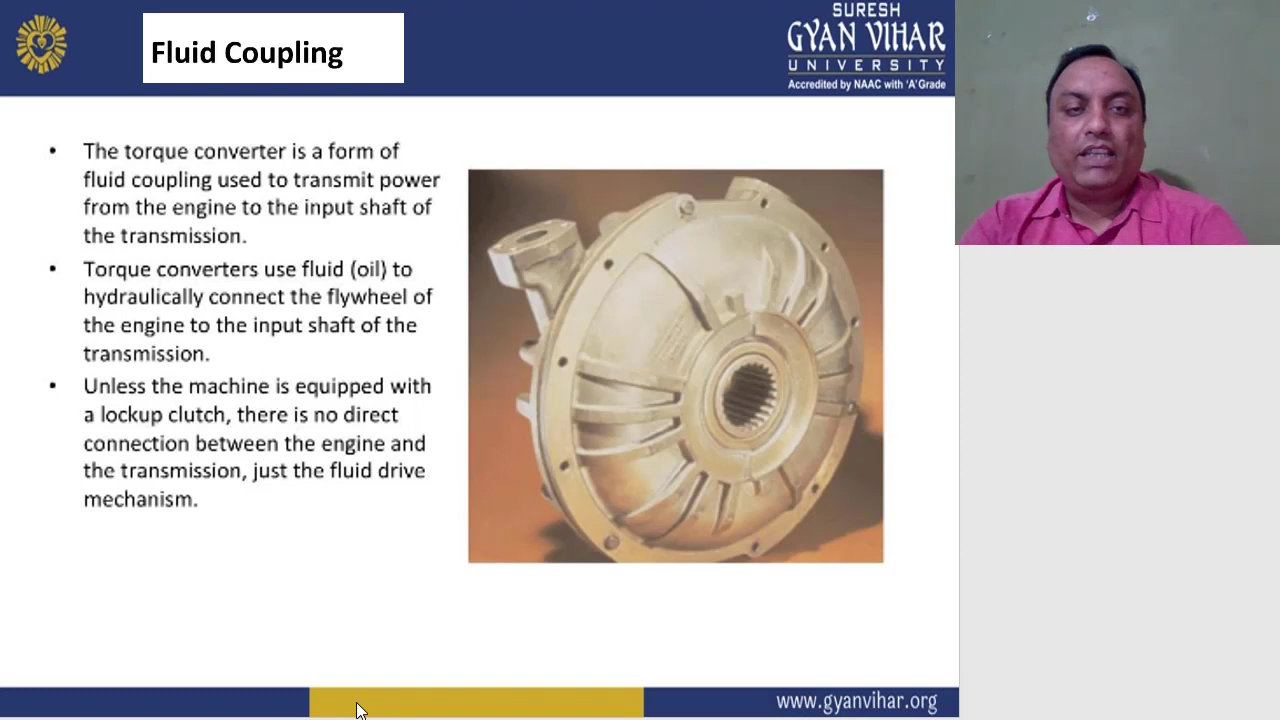 Fluid Coupling
SURESH
GYAN VIHAR
UNIVERSITY
Accredited by NAAC with 'A'Grade
• The torque converter is a form of
fluid coupling used to transmit power
from the engine to the input shaft of
the transmission.
• Torque converters use fluid (oil) to
hydraulically connect the flywheel of
the engine to the input shaft of the
transmission.
• Unless the machine is equipped with
a lockup clutch, there is no direct
connection between the engine and
the transmission, just the fluid drive
mechanism.
www.gyanvihar.org